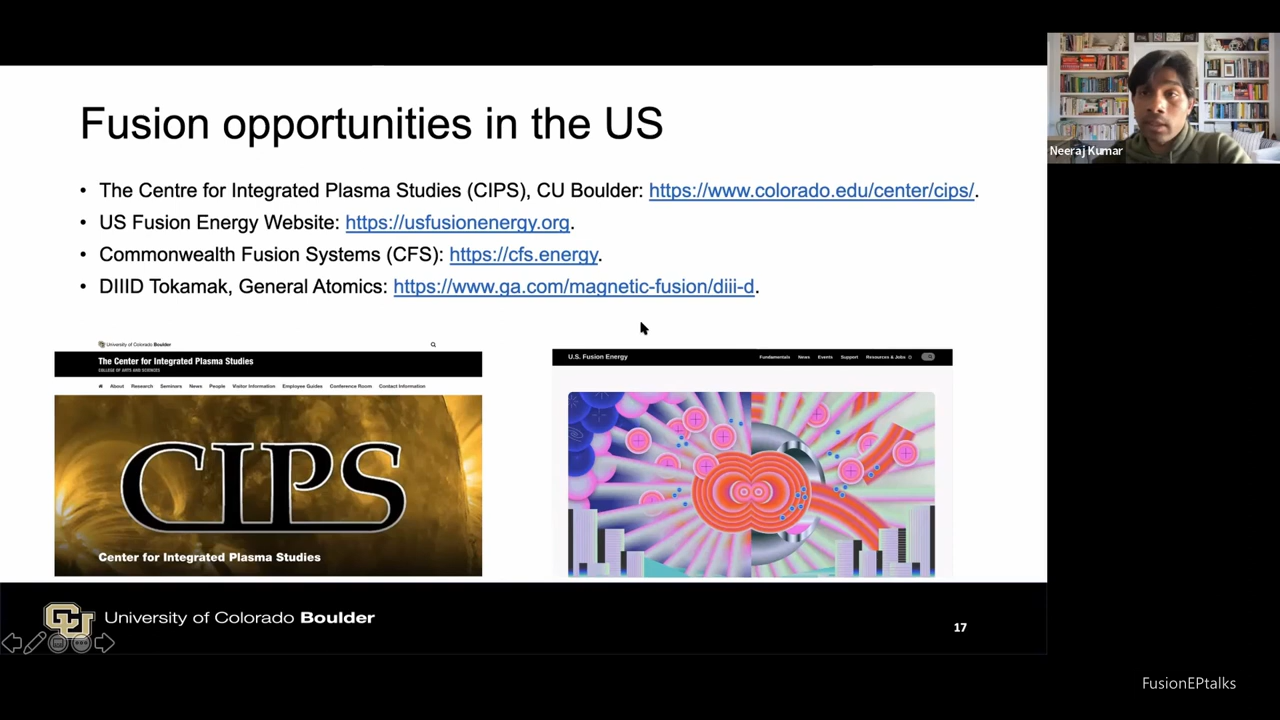 Fusion opportunities in the US
Neeraj Kumar
• The Centre for Integrated Plasma Studies (CIPS), CU Boulder: https://www.colorado.edu/center/cips/.
• US Fusion Energy Website: https://usfusionenergy.org.
• Commonwealth Fusion Systems (CFS): https://cfs.energy.
• DIIID Tokamak, General Atomics: https://www.ga.com/magnetic-fusion/diii-d.
University of Colorado Boulder
The Center for Integrated Plasma Studies
COLLEGE OF ARTS AND SCIENCES
About Research Seminars News People Visitor Information Employee Guides Conference Room Contact Information
CIPS
Center for Integrated Plasma Studies
U.S. Fusion Energy
Fundamentals News Events Support Resources & Jobs
CU
University of Colorado Boulder
17
FusionEPtalks